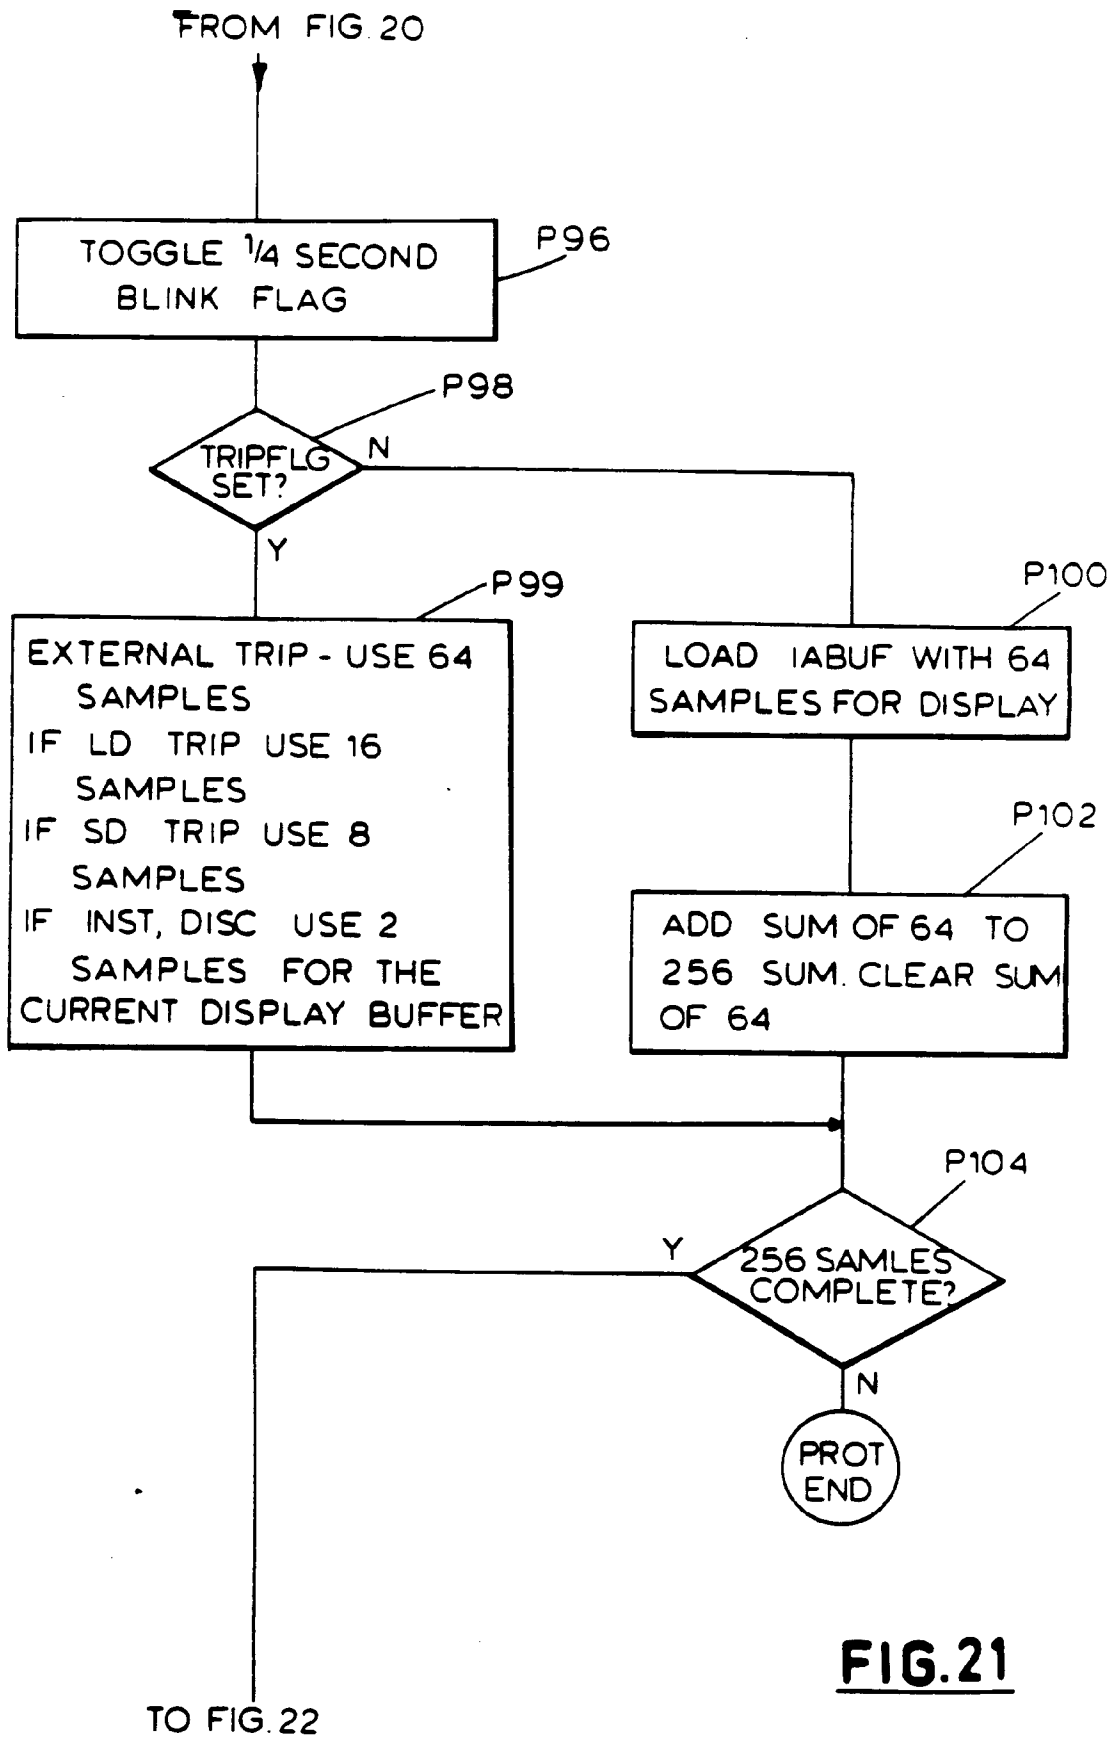 FROM FIG. 20
TOGGLE 1/4 SECOND
BLINK FLAG
P96
P98
TRIPFLG
SET?
N
Y
P99
EXTERNAL TRIP - USE 64
SAMPLES
IF LD TRIP USE 16
SAMPLES
IF SD TRIP USE 8
SAMPLES
IF INST, DISC USE 2
SAMPLES FOR THE
CURRENT DISPLAY BUFFER
P100
LOAD IABUF WITH 64
SAMPLES FOR DISPLAY
P102
ADD SUM OF 64 TO
256 SUM. CLEAR SUM
OF 64
P104
256 SAMLES
COMPLETE?
Y
N
PROT
END
TO FIG. 22
FIG. 21